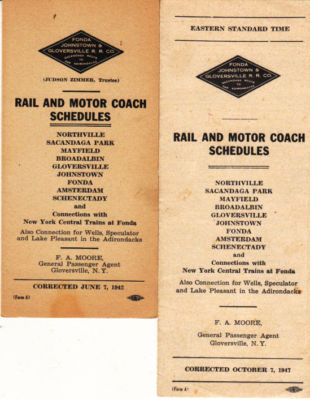 FONDA
JOHNSTOWN &
GLOVERSVILLE R. R. CO.
(JUDSON ZIMMER, Trustee)
RAIL AND MOTOR COACH
SCHEDULES
NORTHVILLE
SACANDAGA PARK
MAYFIELD
BROADALBIN
GLOVERSVILLE
JOHNSTOWN
FONDA
AMSTERDAM
SCHENECTADY
and
Connections with
New York Central Trains at Fonda
Also Connection for Wells, Speculator
and Lake Pleasant in the Adirondacks
F. A. MOORE,
General Passenger Agent
Gloversville, N. Y.
CORRECTED JUNE 7, 1942
(Form A)
EASTERN STANDARD TIME
FONDA
JOHNSTOWN &
GLOVERSVILLE R. R. CO.
RAIL AND MOTOR COACH
SCHEDULES
NORTHVILLE
SACANDAGA PARK
MAYFIELD
BROADALBIN
GLOVERSVILLE
JOHNSTOWN
FONDA
AMSTERDAM
SCHENECTADY
and
Connections with
New York Central Trains at Fonda
Also Connection for Wells, Speculator
and Lake Pleasant in the Adirondacks
F. A. MOORE,
General Passenger Agent
Gloversville, N. Y.
CORRECTED OCTOBER 7, 1947
(Form A)